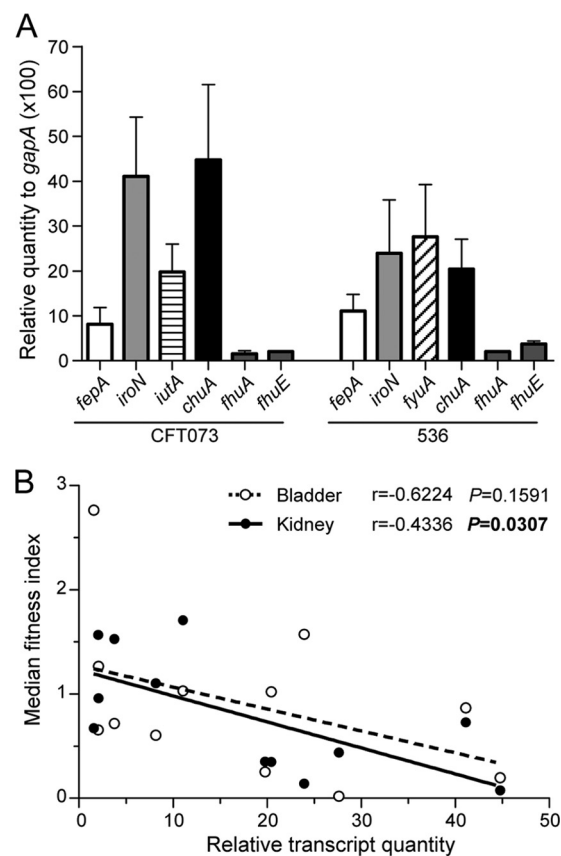 A
Relative quantity to gapA (x100)
70
60
50
40
30
20
10
0
fepA iroN iutA chuA fhuA fhuE fepA iroN fyuA chuA fhuA fhuE
CFT073 536
B
Bladder r=-0.6224 P=0.1591
Kidney r=-0.4336 P=0.0307
Median fitness index
3
2
1
0
0 10 20 30 40 50
Relative transcript quantity